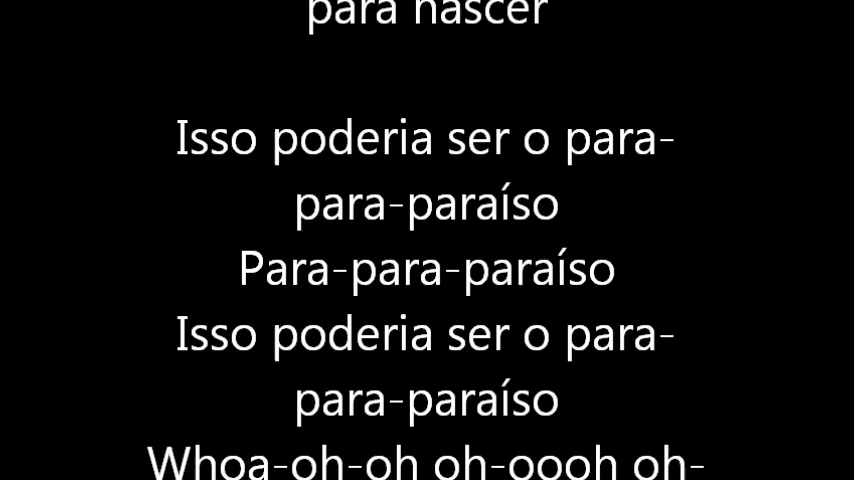 para nascer
Isso poderia ser o para-
para-paraíso
Para-para-paraíso
Isso poderia ser o para-
para-paraíso
Whoa-oh-oh oh-oooh oh-